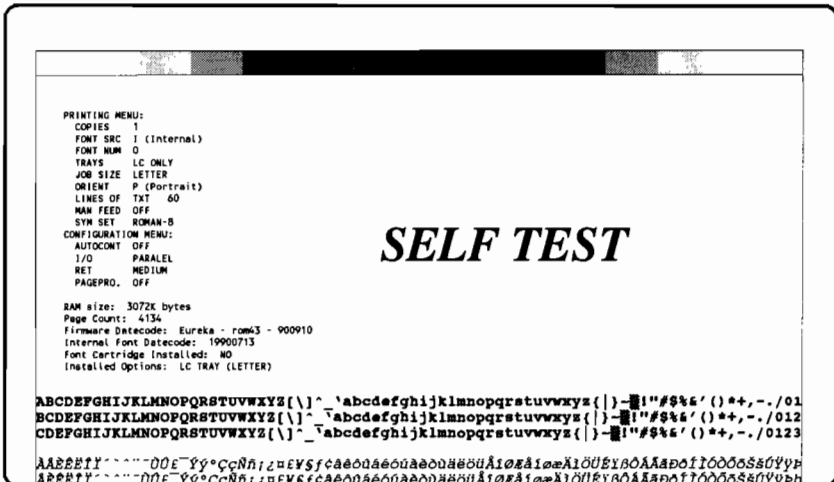 PRINTING MENU:
COPIES 1
FONT SRC I (Internal)
FONT NUM 0
TRAYS LC ONLY
JOB SIZE LETTER
ORIENT P (Portrait)
LINES OF TXT 60
MAN FEED OFF
SYM SET ROMAN-8
CONFIGURATION MENU:
AUTOCONT OFF
I/O PARALEL
RET MEDIUM
PAGEPRO. OFF
SELF TEST
RAM size: 3072K bytes
Page Count: 4134
Firmware Datecode: Eureka - rom43 - 900910
Internal Font Datecode: 19900713
Font Cartridge Installed: NO
Installed Options: LC TRAY (LETTER)
ABCDEFGHIJKLMNOPQRSTUVWXYZ[\]^_`abcdefghijklmnopqrstuvwxyz{|}~▒!"#$%&'()*+,-./01
BCDEFGHIJKLMNOPQRSTUVWXYZ[\]^_`abcdefghijklmnopqrstuvwxyz{|}~▒!"#$%&'()*+,-./012
CDEFGHIJKLMNOPQRSTUVWXYZ[\]^_`abcdefghijklmnopqrstuvwxyz{|}~▒!"#$%&'()*+,-./0123